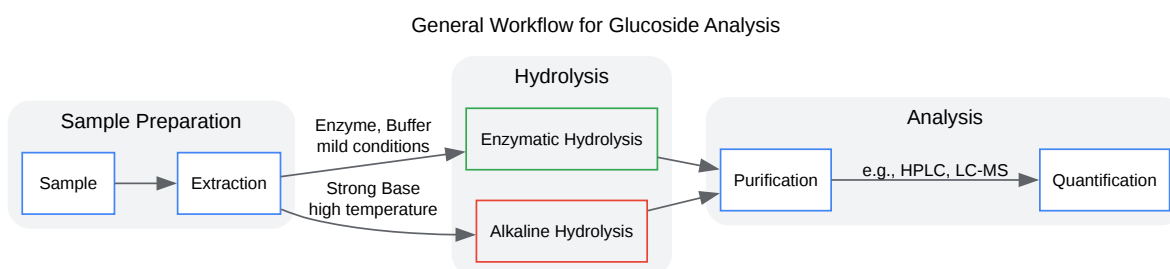 General Workflow for Glucoside Analysis
Sample Preparation
Sample
Extraction
Enzyme, Buffer
mild conditions
Strong Base
high temperature
Hydrolysis
Enzymatic Hydrolysis
Alkaline Hydrolysis
Analysis
Purification
e.g., HPLC, LC-MS
Quantification